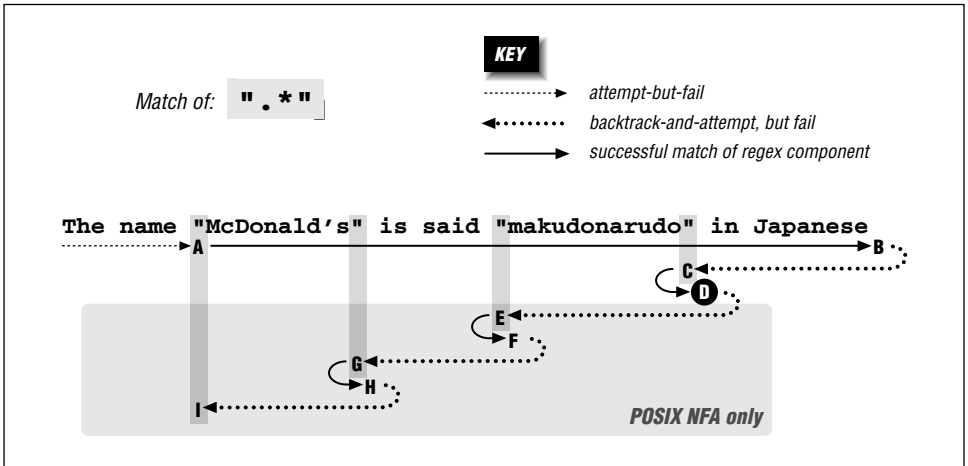 KEY
Match of: ".*"
attempt-but-fail
backtrack-and-attempt, but fail
successful match of regex component
The name "McDonald's" is said "makudonarudo" in Japanese
A B
C
D
E
F
G
H
I
POSIX NFA only